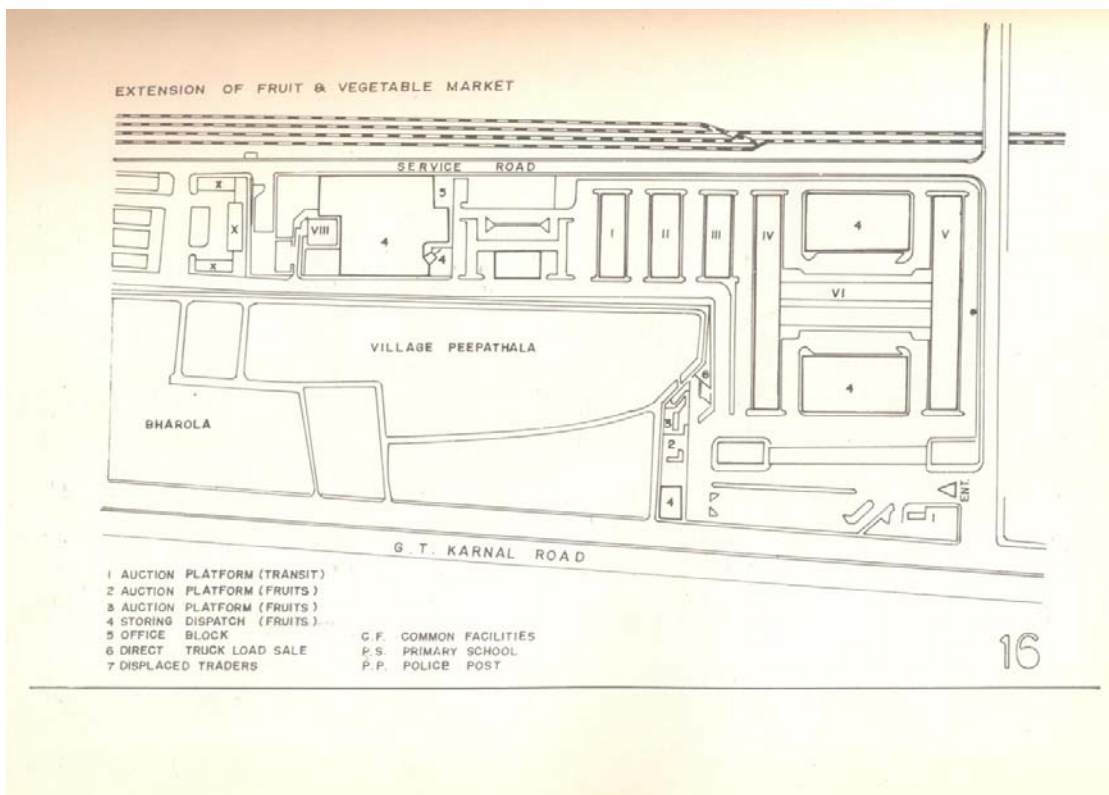 EXTENSION OF FRUIT & VEGETABLE MARKET
SERVICE ROAD
X
X
X
VIII
4
5
4
I
II
III
IV
4
V
VI
4
VILLAGE PEEPATHALA
BHAROLA
6
3
2
4
ENT.
1
G.T. KARNAL ROAD
1 AUCTION PLATFORM (TRANSIT)
2 AUCTION PLATFORM (FRUITS)
3 AUCTION PLATFORM (FRUITS)
4 STORING DISPATCH (FRUITS)
5 OFFICE BLOCK
6 DIRECT TRUCK LOAD SALE
7 DISPLACED TRADERS
C.F. COMMON FACILITIES
P.S. PRIMARY SCHOOL
P.P. POLICE POST
16